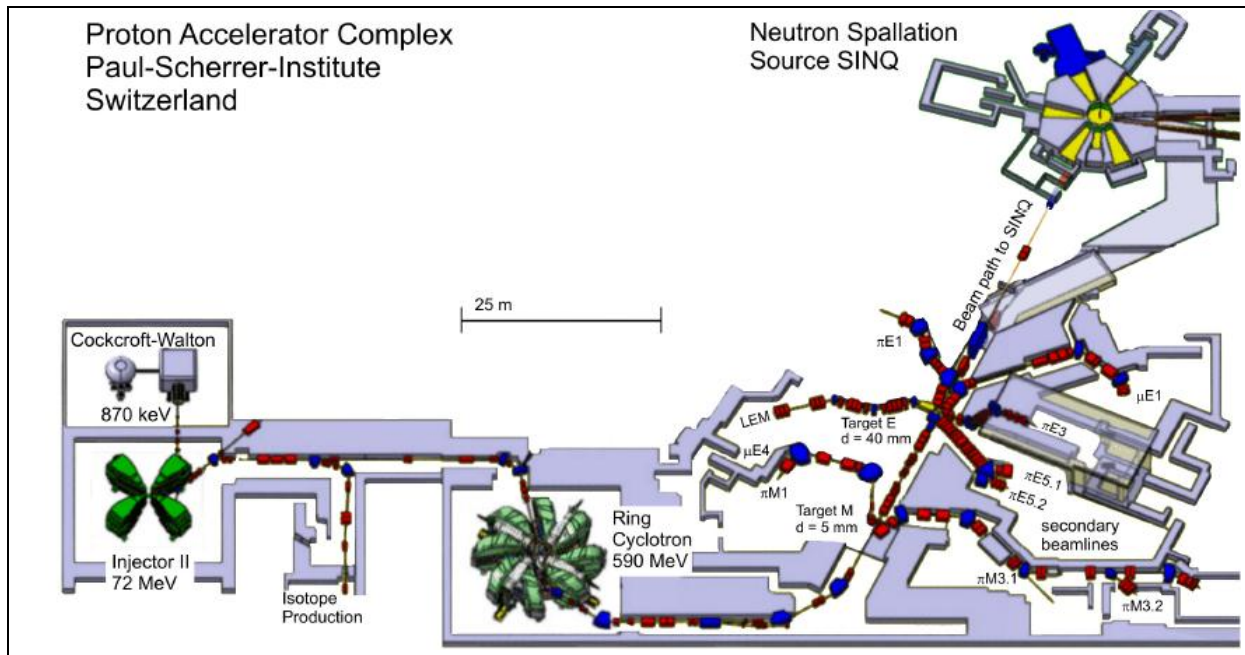 Proton Accelerator Complex
Paul-Scherrer-Institute
Switzerland
Neutron Spallation
Source SINQ
Beam path to SINQ
25 m
Cockcroft-Walton
870 keV
πE1
μE1
LEM
Target E
d = 40 mm
πE3
μE4
πM1
πE5.1
πE5.2
Target M
d = 5 mm
Ring
Cyclotron
590 MeV
secondary
beamlines
Injector II
72 MeV
Isotope
Production
πM3.1
πM3.2